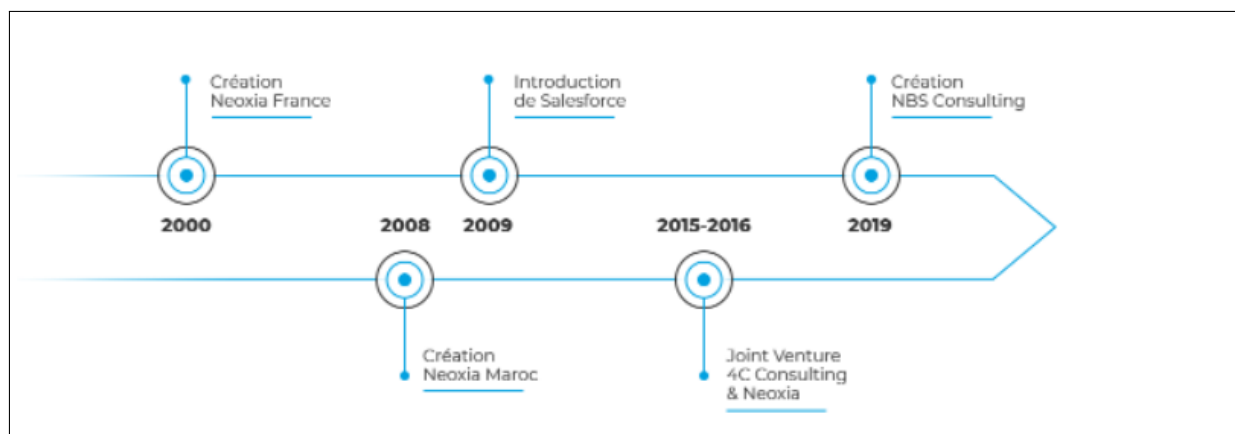 Création
Neoxia France
Introduction
de Salesforce
Création
NBS Consulting
2000
2008
2009
2015-2016
2019
Création
Neoxia Maroc
Joint Venture
4C Consulting
& Neoxia